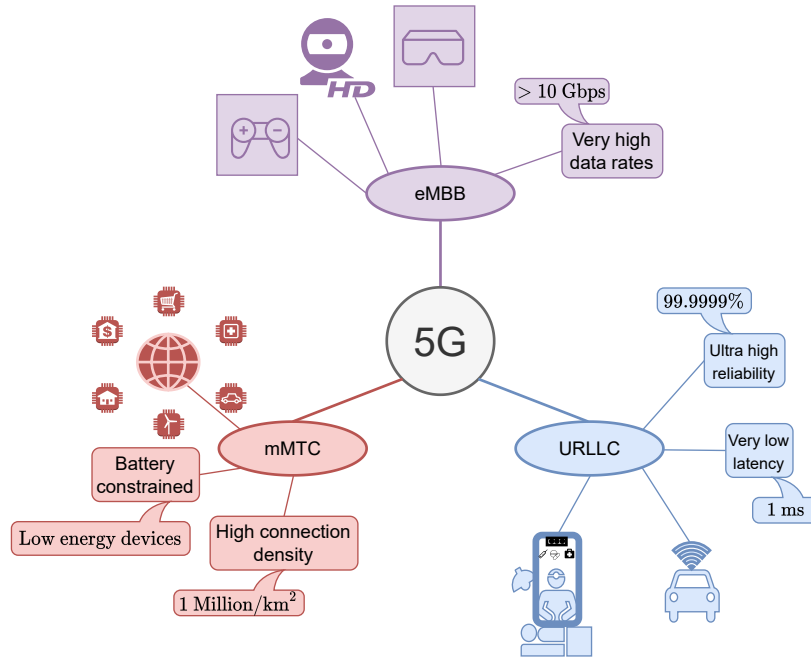 HD
> 10 Gbps
Very high
data rates
eMBB
5G
99.9999%
Ultra high
reliability
mMTC
URLLC
Very low
latency
1 ms
Battery
constrained
Low energy devices
High connection
density
1 Million/km²